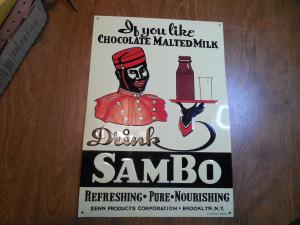 If you like
CHOCOLATE MALTED MILK
Drink
SAMBO
REFRESHING • PURE • NOURISHING
SENN PRODUCTS CORPORATION • BROOKLYN, N.Y.